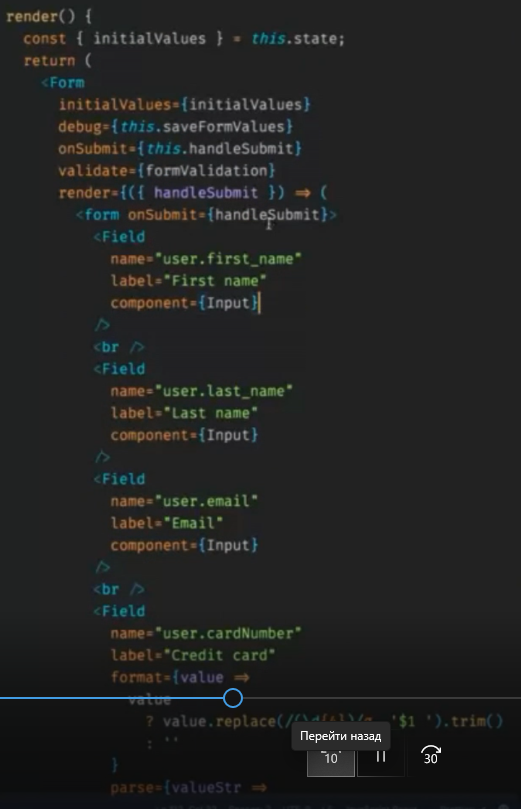 render() {
const { initialValues } = this.state;
return (
<Form
initialValues={initialValues}
debug={this.saveFormValues}
onSubmit={this.handleSubmit}
validate={formValidation}
render={({ handleSubmit }) => (
<form onSubmit={handleSubmit}>
<Field
name="user.first_name"
label="First name"
component={Input}
/>
<br />
<Field
name="user.last_name"
label="Last name"
component={Input}
/>
<Field
name="user.email"
label="Email"
component={Input}
/>
<br />
<Field
name="user.cardNumber"
label="Credit card"
format={value =>
value
? value.replace( '$1 ').trim()
: ''
}
parse={valueStr =>
Перейти назад
10
30